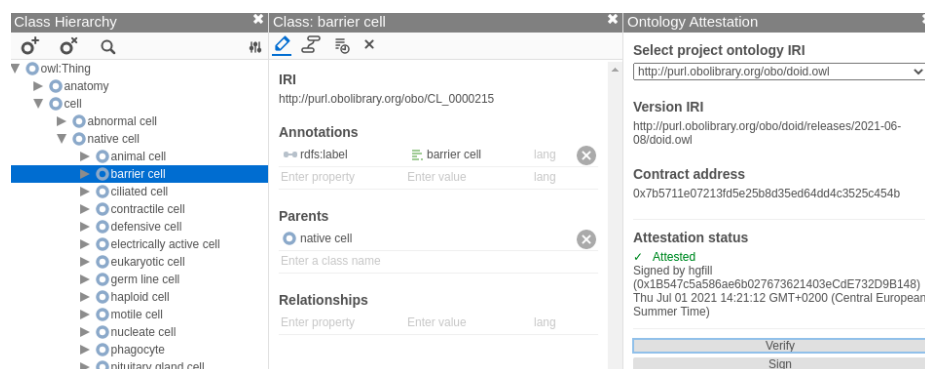 Class Hierarchy
owl:Thing
anatomy
cell
abnormal cell
native cell
animal cell
barrier cell
ciliated cell
contractile cell
defensive cell
electrically active cell
eukaryotic cell
germ line cell
haploid cell
motile cell
nucleate cell
phagocyte
pituitary gland cell
Class: barrier cell
IRI
http://purl.obolibrary.org/obo/CL_0000215
Annotations
rdfs:label barrier cell lang
Enter property Enter value lang
Parents
native cell
Enter a class name
Relationships
Enter property Enter value lang
Ontology Attestation
Select project ontology IRI
http://purl.obolibrary.org/obo/doid.owl
Version IRI
http://purl.obolibrary.org/obo/doid/releases/2021-06-
08/doid.owl
Contract address
0x7b5711e07213fd5e25b8d35ed64dd4c3525c454b
Attestation status
✓ Attested
Signed by hgfill
(0x1B547c5a586ae6b027673621403eCdE732D9B148)
Thu Jul 01 2021 14:21:12 GMT+0200 (Central European
Summer Time)
Verify
Sign